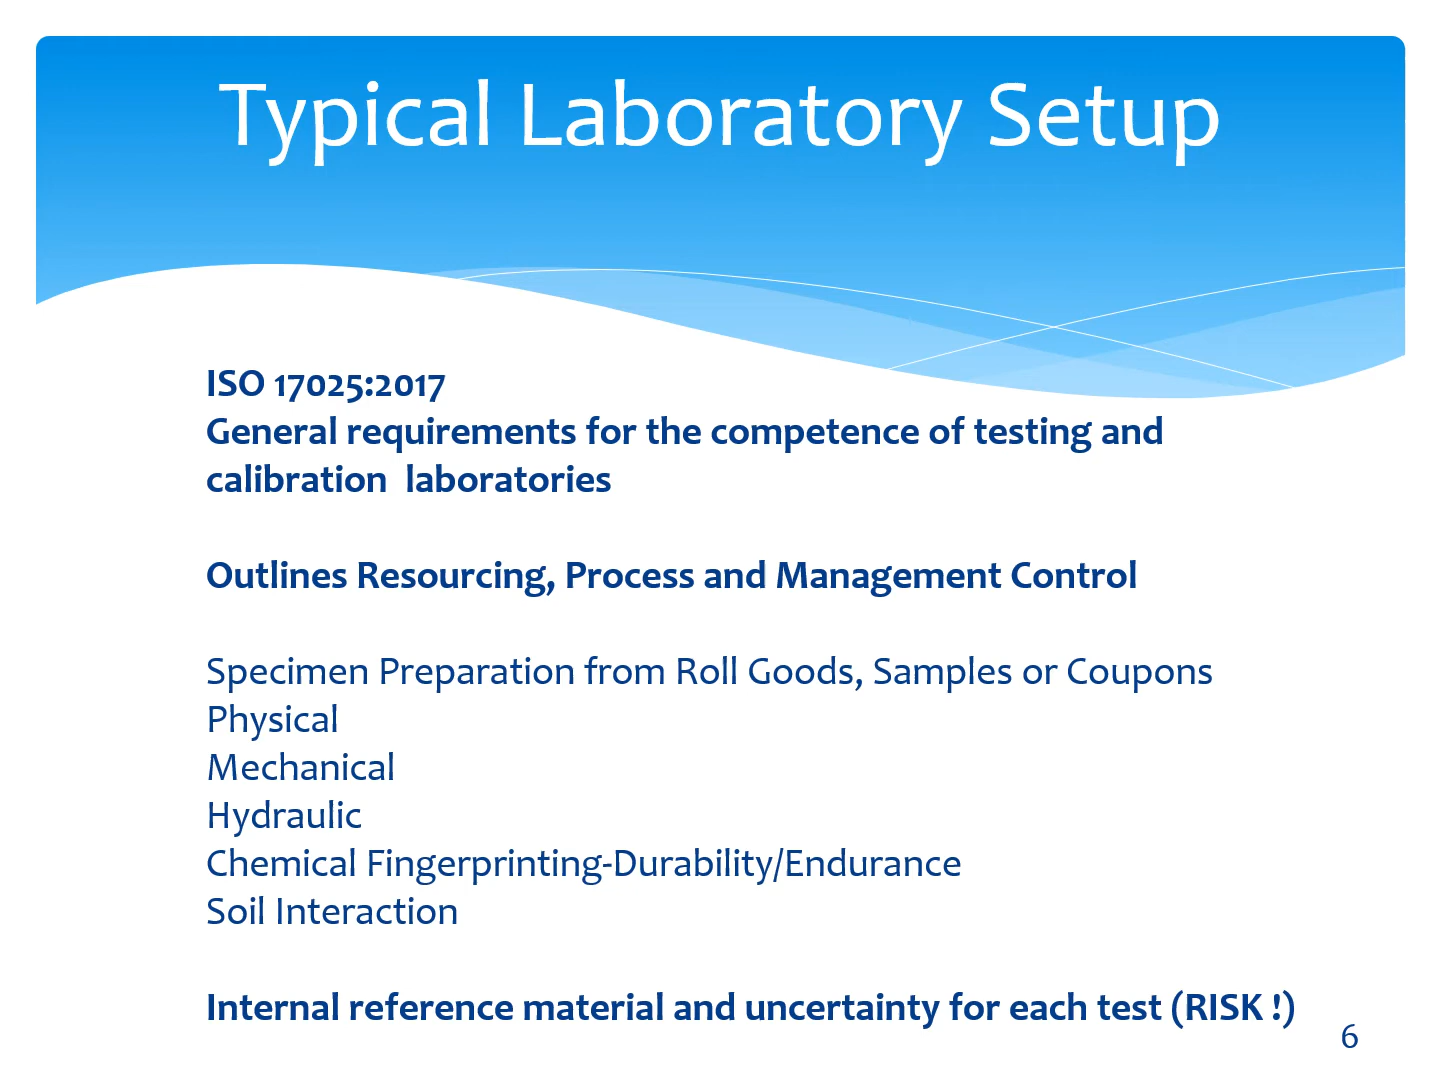 Typical Laboratory Setup
ISO 17025:2017
General requirements for the competence of testing and
calibration  laboratories
Outlines Resourcing, Process and Management Control
Specimen Preparation from Roll Goods, Samples or Coupons
Physical
Mechanical
Hydraulic
Chemical Fingerprinting-Durability/Endurance
Soil Interaction
Internal reference material and uncertainty for each test (RISK !)
6